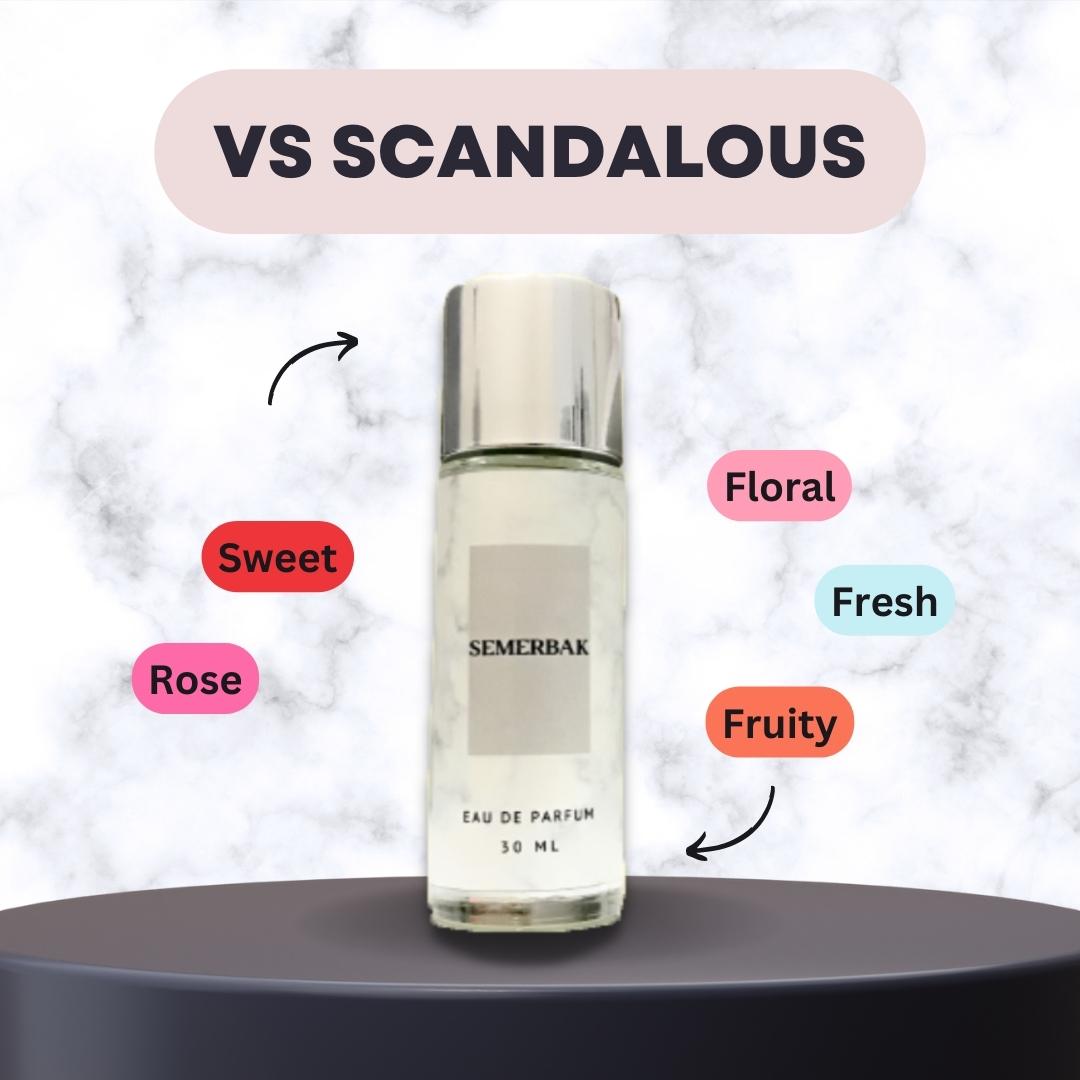 VS SCANDALOUS
Floral
Sweet
Fresh
SEMERBAK
Rose
Fruity
EAU DE PARFUM
30 ML